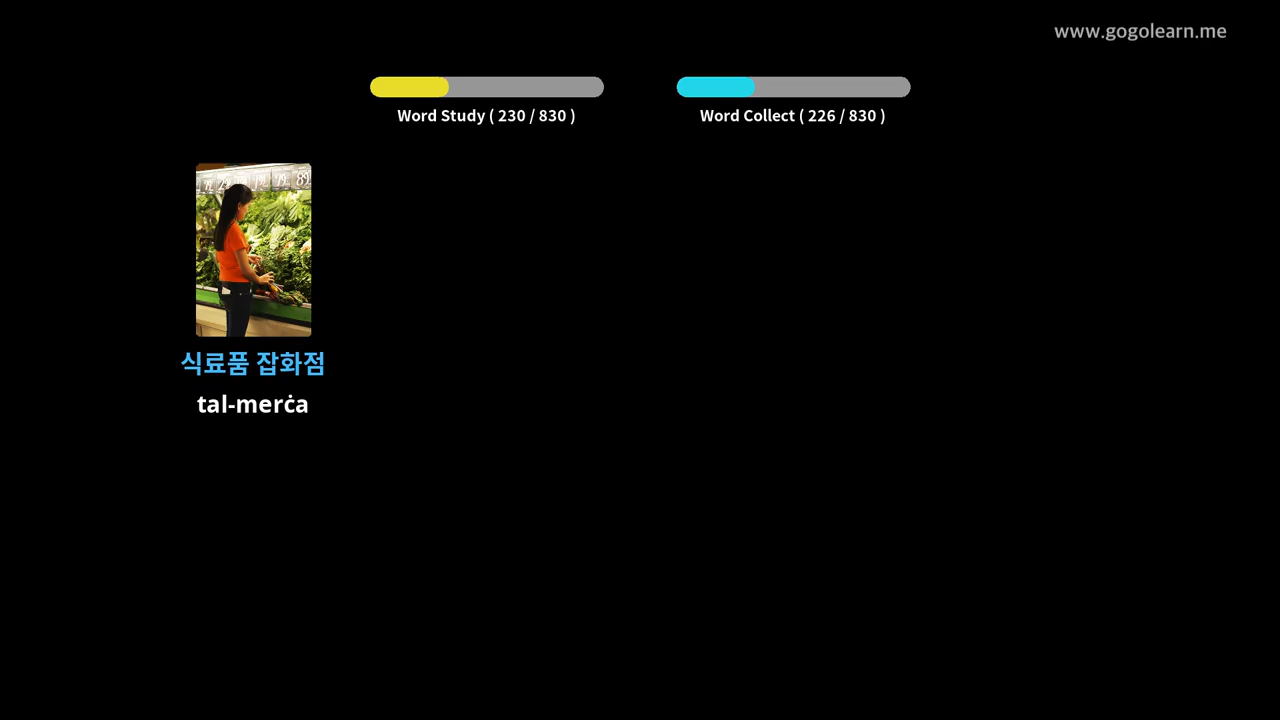 www.gogolearn.me
Word Study ( 230 / 830 )
Word Collect ( 226 / 830 )
식료품 잡화점
tal-merċa